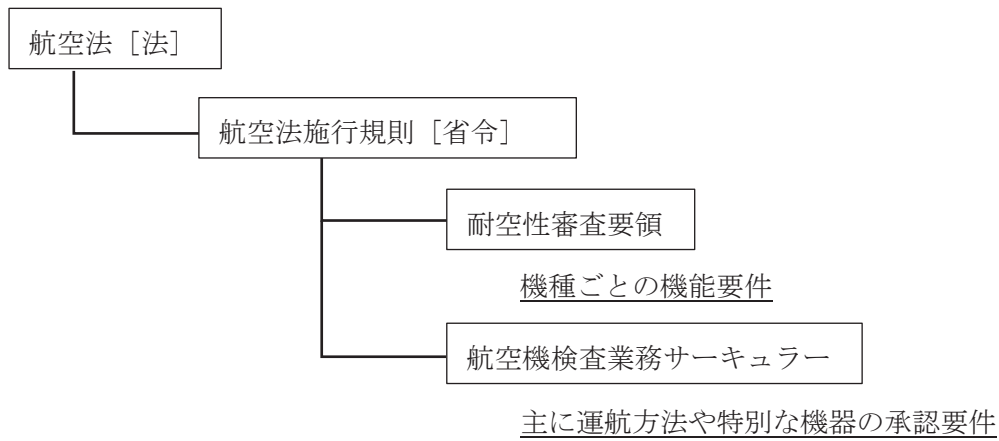 航空法［法］
航空法施行規則［省令］
耐空性審査要領
機種ごとの機能要件
航空機検査業務サーキュラー
主に運航方法や特別な機器の承認要件